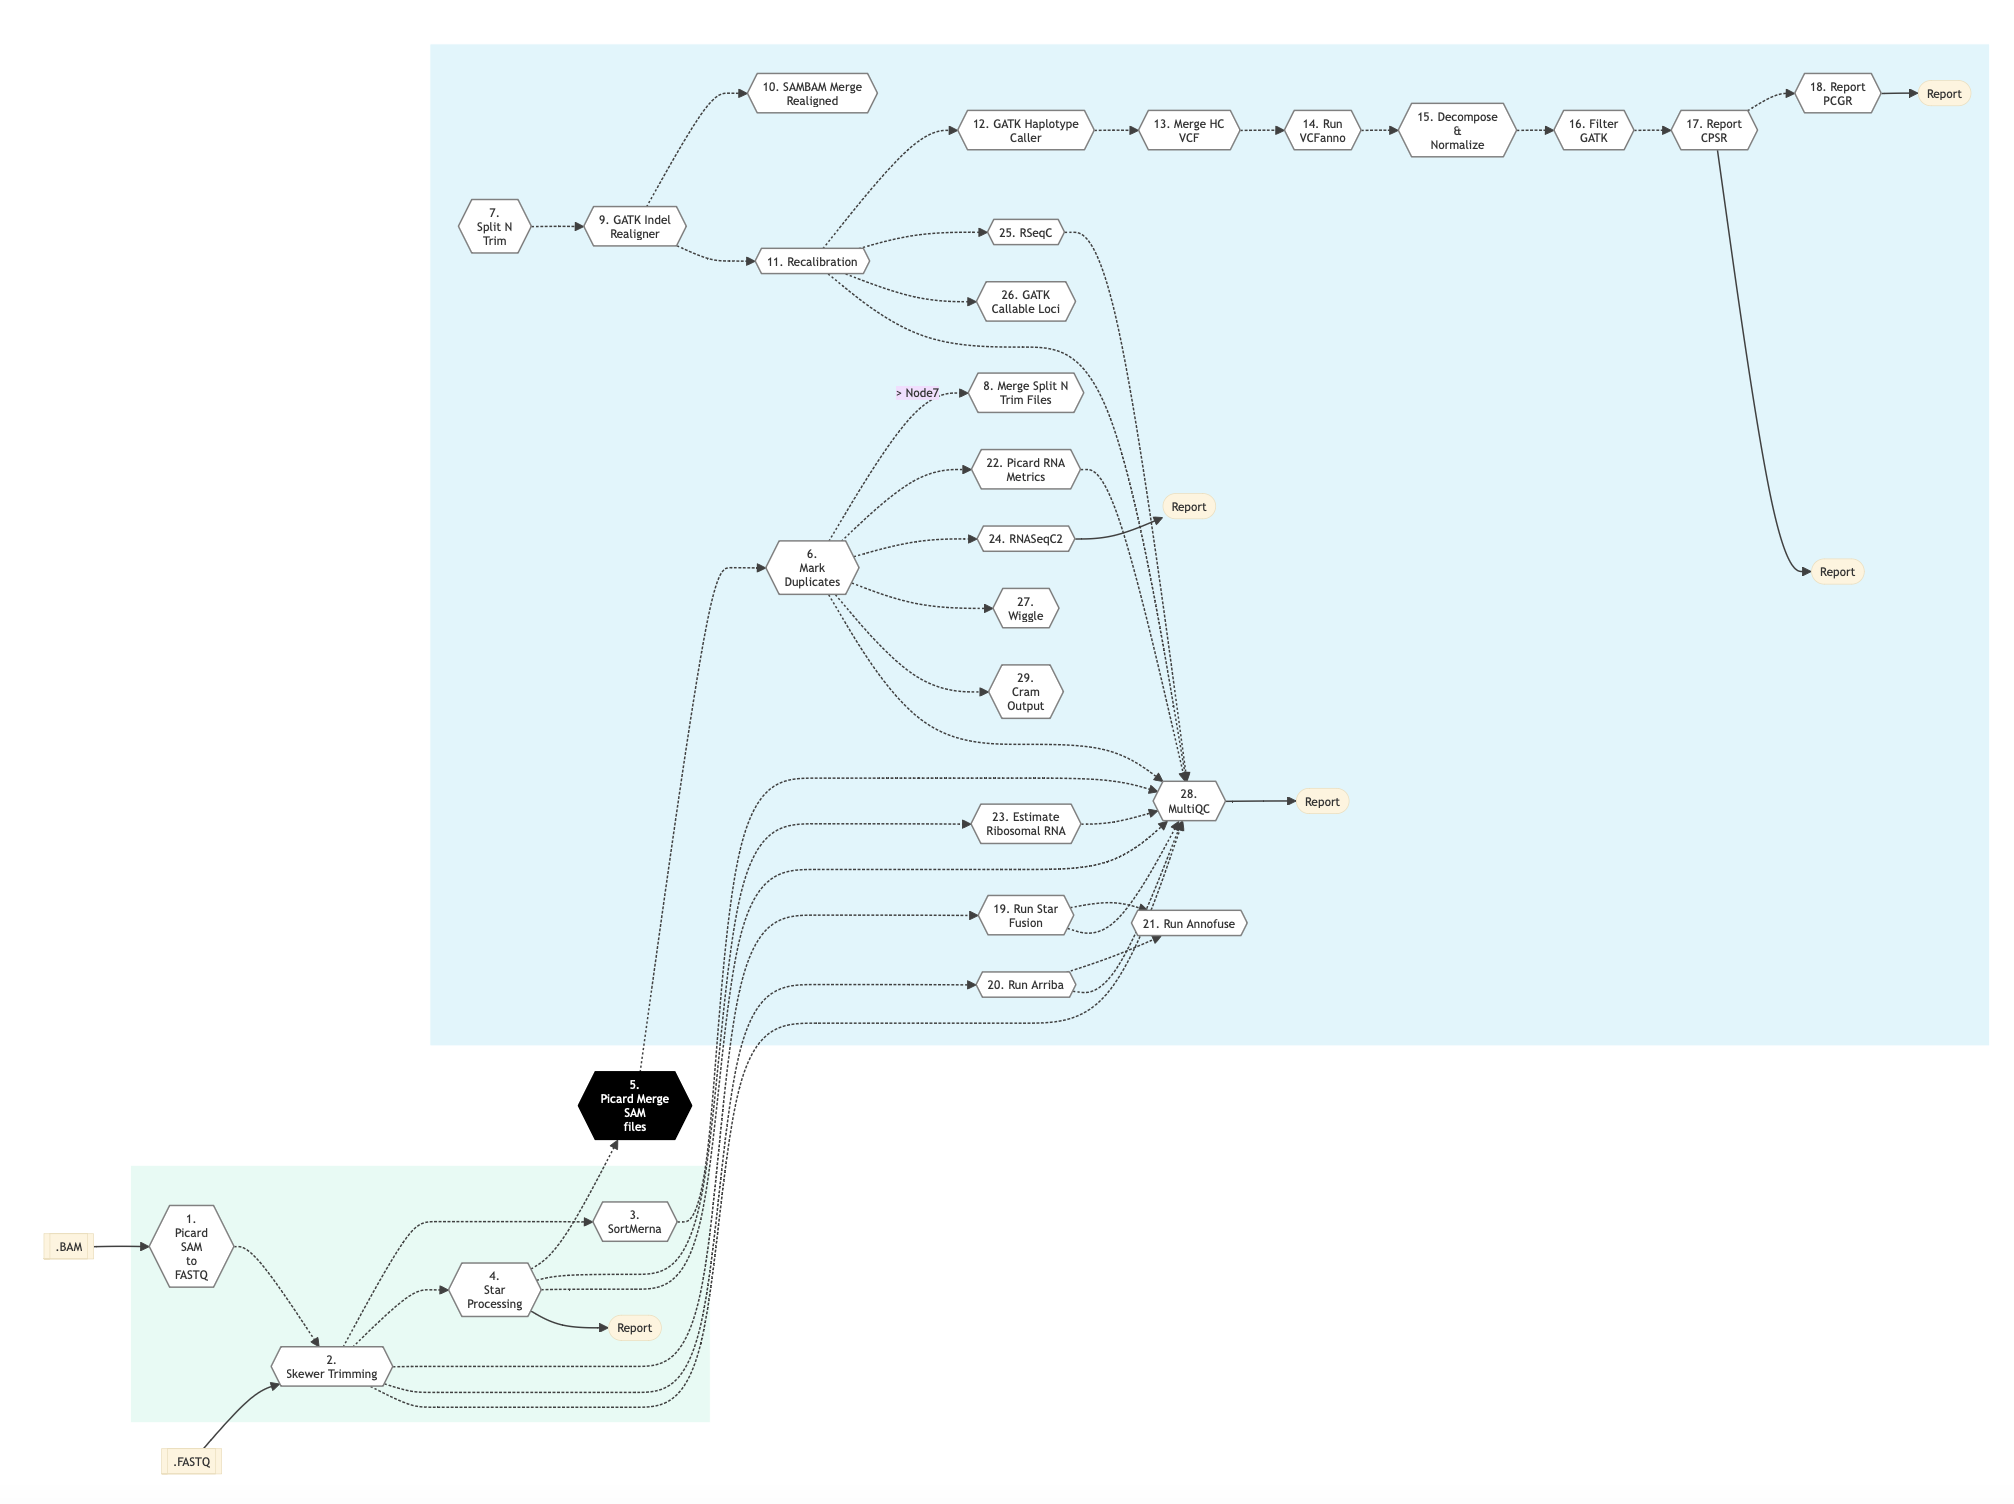 10. SAMBAM Merge
Realigned
18. Report
PCGR
Report
12. GATK Haplotype
Caller
13. Merge HC
VCF
14. Run
VCFanno
15. Decompose
&
Normalize
16. Filter
GATK
17. Report
CPSR
7.
Split N
Trim
9. GATK Indel
Realigner
25. RSeqC
11. Recalibration
26. GATK
Callable Loci
> Node7
8. Merge Split N
Trim Files
22. Picard RNA
Metrics
Report
24. RNASeqC2
6.
Mark
Duplicates
Report
27.
Wiggle
29.
Cram
Output
28.
MultiQC
Report
23. Estimate
Ribosomal RNA
19. Run Star
Fusion
21. Run Annofuse
20. Run Arriba
5.
Picard Merge
SAM
files
3.
SortMerna
1.
Picard
SAM
to
FASTQ
.BAM
4.
Star
Processing
Report
2.
Skewer Trimming
.FASTQ